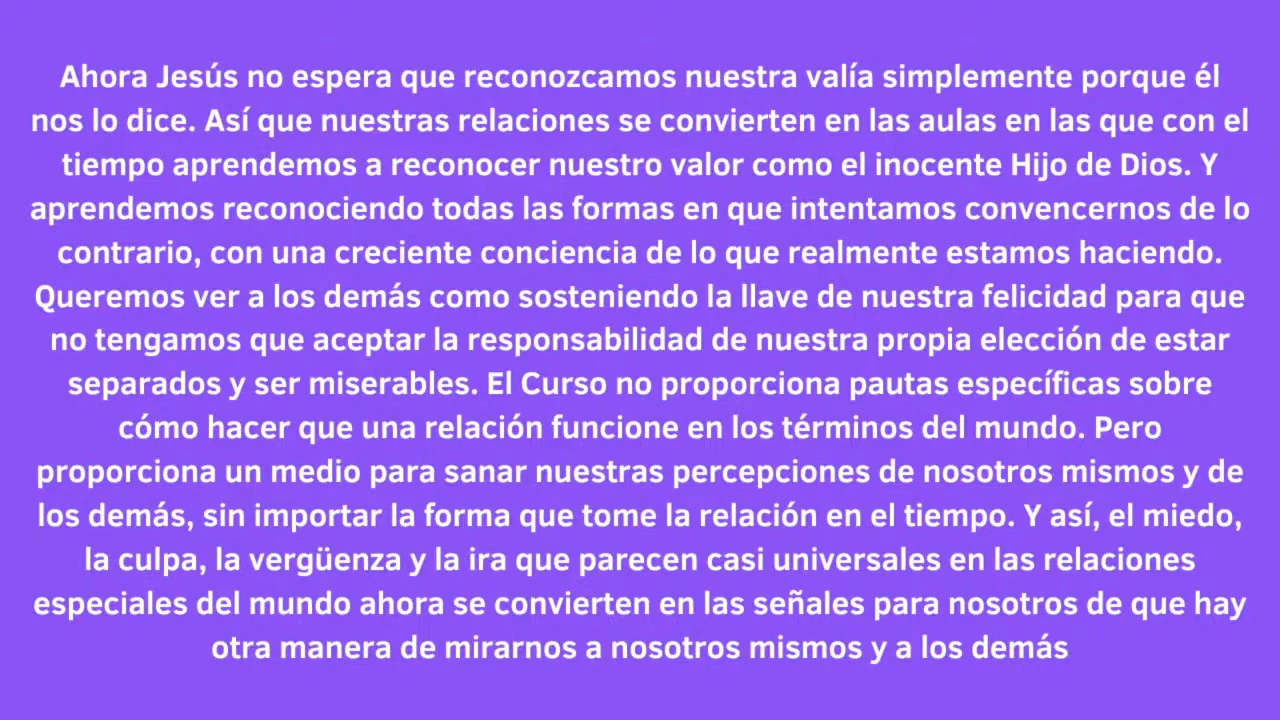 Ahora Jesús no espera que reconozcamos nuestra valía simplemente porque él
nos lo dice. Así que nuestras relaciones se convierten en las aulas en las que con el
tiempo aprendemos a reconocer nuestro valor como el inocente Hijo de Dios. Y
aprendemos reconociendo todas las formas en que intentamos convencernos de lo
contrario, con una creciente conciencia de lo que realmente estamos haciendo.
Queremos ver a los demás como sosteniendo la llave de nuestra felicidad para que
no tengamos que aceptar la responsabilidad de nuestra propia elección de estar
separados y ser miserables. El Curso no proporciona pautas específicas sobre
cómo hacer que una relación funcione en los términos del mundo. Pero
proporciona un medio para sanar nuestras percepciones de nosotros mismos y de
los demás, sin importar la forma que tome la relación en el tiempo. Y así, el miedo,
la culpa, la vergüenza y la ira que parecen casi universales en las relaciones
especiales del mundo ahora se convierten en las señales para nosotros de que hay
otra manera de mirarnos a nosotros mismos y a los demás